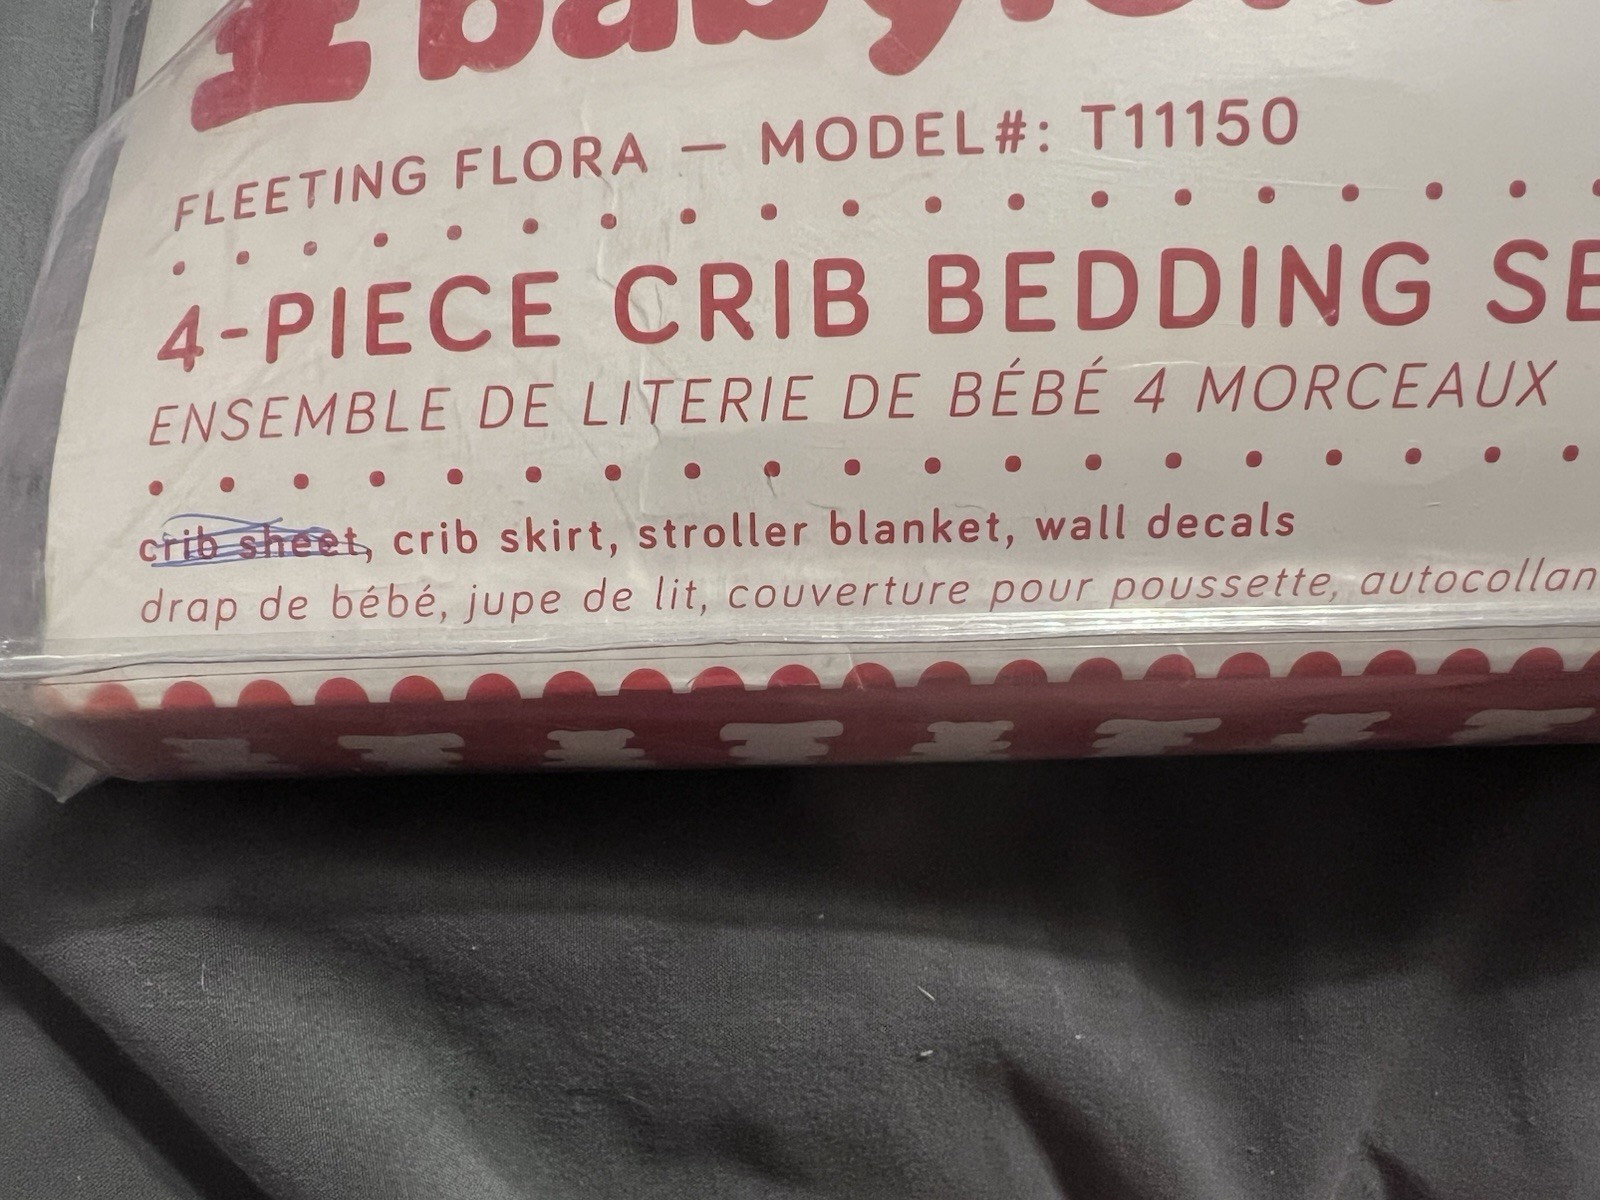 FLEETING FLORA — MODEL#: T11150
4-PIECE CRIB BEDDING
ENSEMBLE DE LITERIE DE BÉBÉ 4 MORCEAUX
crib sheet, crib skirt, stroller blanket, wall decals
drap de bébé, jupe de lit, couverture pour poussette,